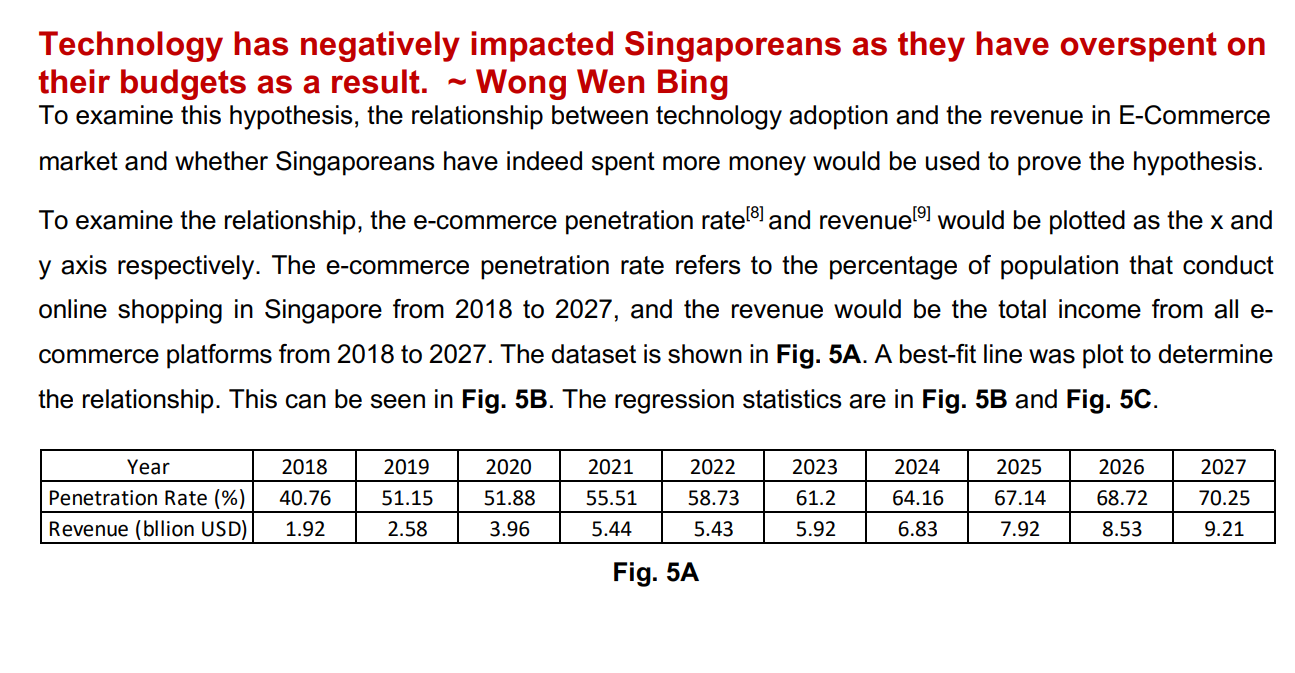 Technology has negatively impacted Singaporeans as they have overspent on
their budgets as a result. ~ Wong Wen Bing
To examine this hypothesis, the relationship between technology adoption and the revenue in E-Commerce
market and whether Singaporeans have indeed spent more money would be used to prove the hypothesis.
To examine the relationship, the e-commerce penetration rate[8] and revenue[9] would be plotted as the x and
y axis respectively. The e-commerce penetration rate refers to the percentage of population that conduct
online shopping in Singapore from 2018 to 2027, and the revenue would be the total income from all e-
commerce platforms from 2018 to 2027. The dataset is shown in Fig. 5A. A best-fit line was plot to determine
the relationship. This can be seen in Fig. 5B. The regression statistics are in Fig. 5B and Fig. 5C.
Year 2018 2019 2020 2021 2022 2023 2024 2025 2026 2027
Penetration Rate (%) 40.76 51.15 51.88 55.51 58.73 61.2 64.16 67.14 68.72 70.25
Revenue (bllion USD) 1.92 2.58 3.96 5.44 5.43 5.92 6.83 7.92 8.53 9.21
Fig. 5A